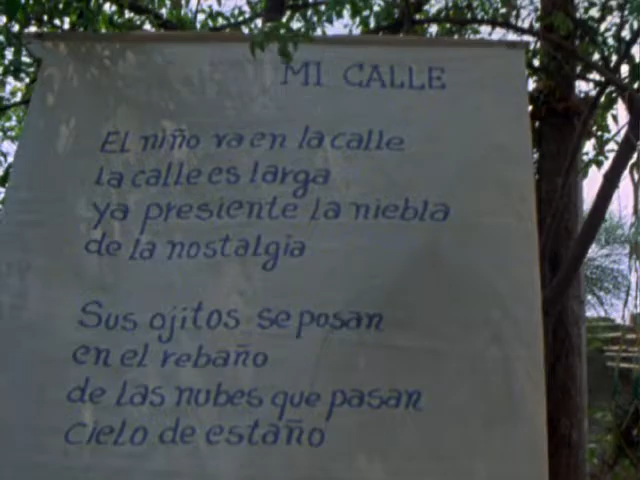 MI CALLE
El niño va en la calle
la calle es larga
ya presiente la niebla
de la nostalgia
Sus ojitos se posan
en el rebaño
de las nubes que pasan
cielo de estaño